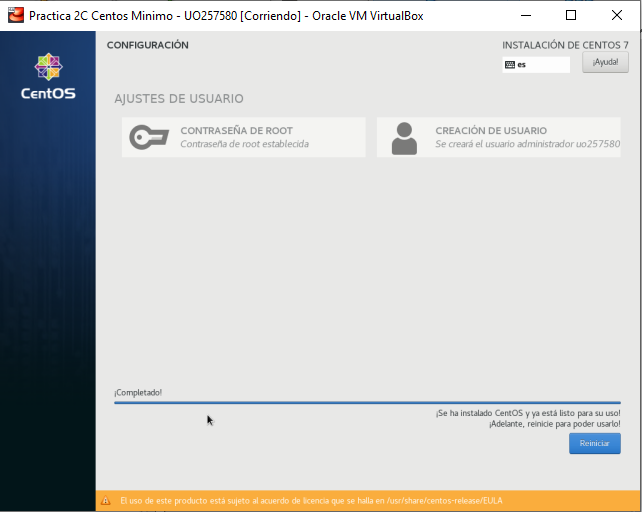 Practica 2C Centos Minimo - UO257580 [Corriendo] - Oracle VM VirtualBox
CONFIGURACIÓN
INSTALACIÓN DE CENTOS 7
es
¡Ayuda!
CentOS
AJUSTES DE USUARIO
CONTRASEÑA DE ROOT
Contraseña de root establecida
CREACIÓN DE USUARIO
Se creará el usuario administrador uo257580
¡Completado!
¡Se ha instalado CentOS y ya está listo para su uso!
¡Adelante, reinicie para poder usarlo!
Reiniciar
El uso de este producto está sujeto al acuerdo de licencia que se halla en /usr/share/centos-release/EULA